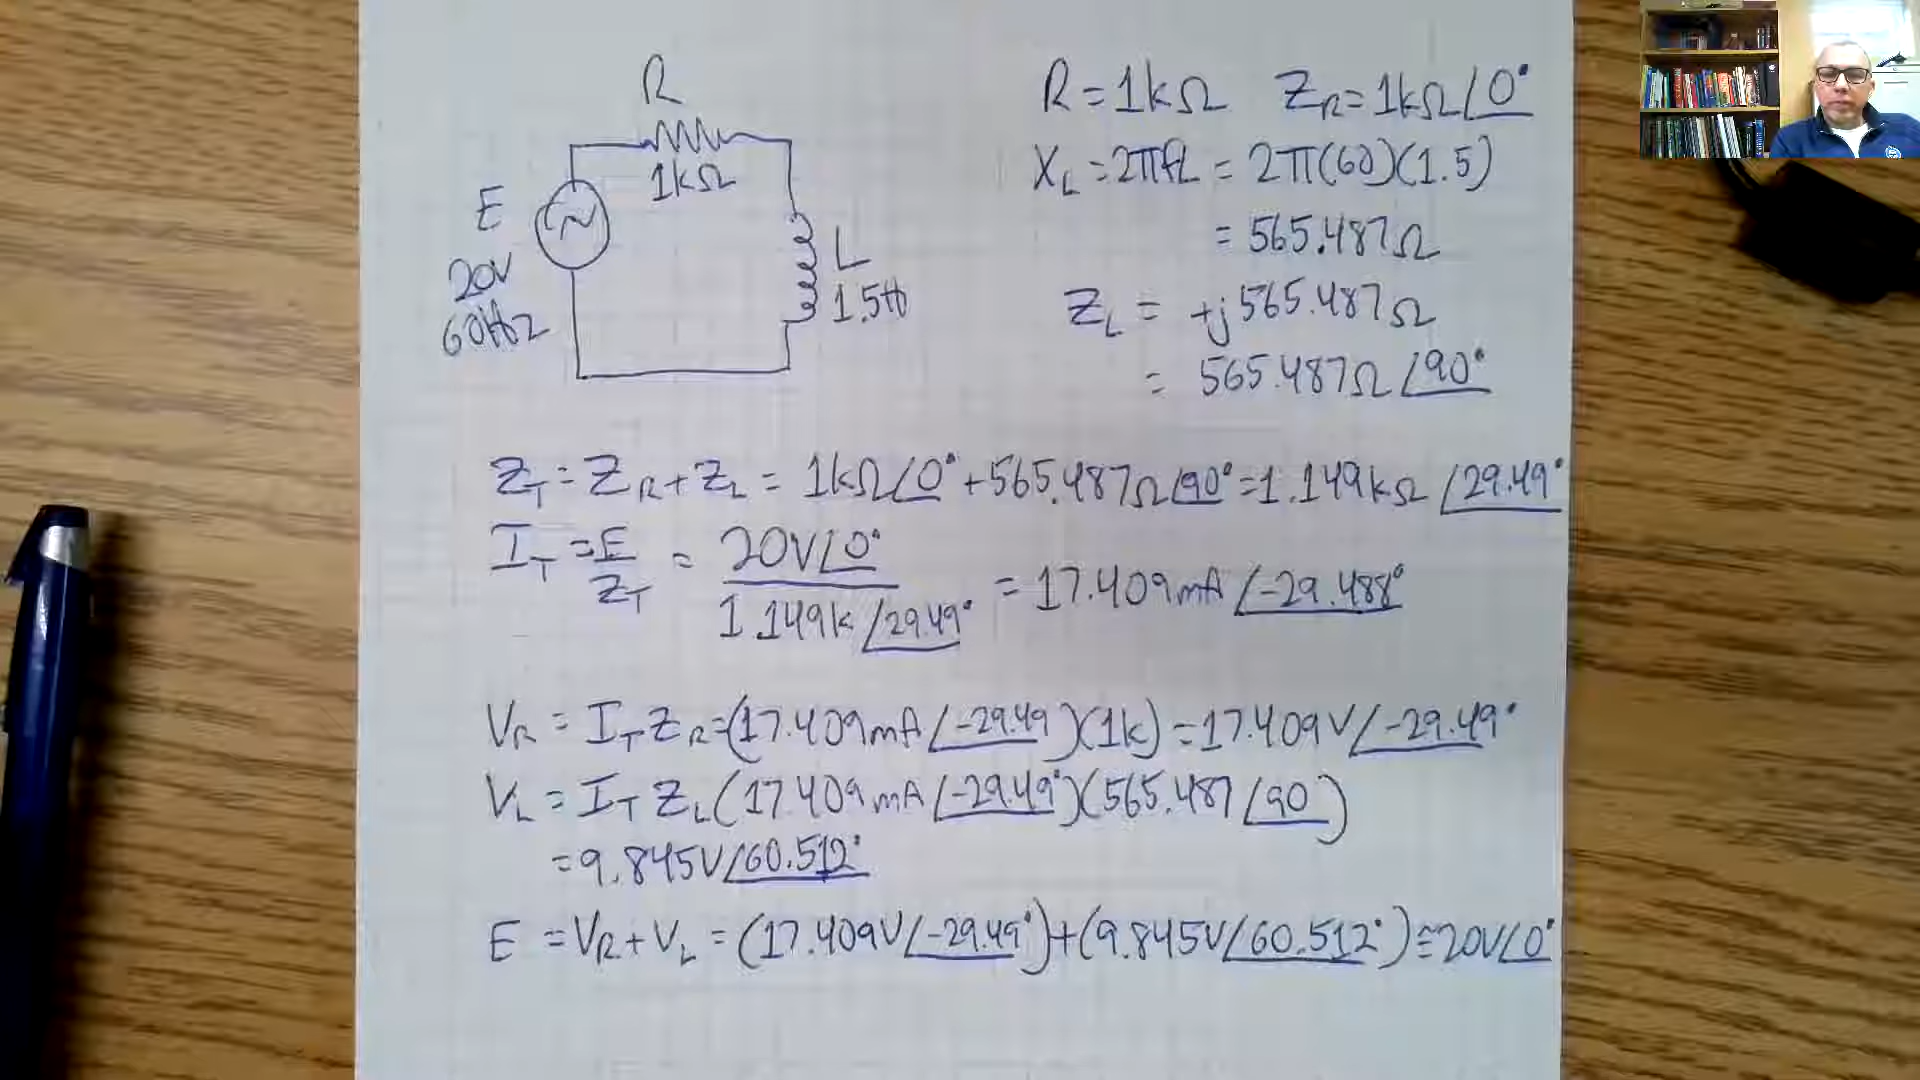 R
1kΩ
E
20V
60Hz
L
1.5H
R=1kΩ Z_R=1kΩ∠0°
X_L=2πfL=2π(60)(1.5)
=565.487Ω
Z_L= +j565.487Ω
= 565.487Ω∠90°
Z_T=Z_R+Z_L=1kΩ∠0°+565.487Ω∠90°=1.149kΩ∠29.49°
I_T=E/Z_T=20V∠0°/1.149k∠29.49°=17.409mA∠-29.488°
V_R=I_TZ_R=(17.409mA∠-29.49)(1k)=17.409V∠-29.49°
V_L=I_TZ_L(17.409mA∠-29.49°)(565.487∠90)
=9.845V∠60.512°
E=V_R+V_L=(17.409V∠-29.49°)+(9.845V∠60.512°)≅20V∠0°